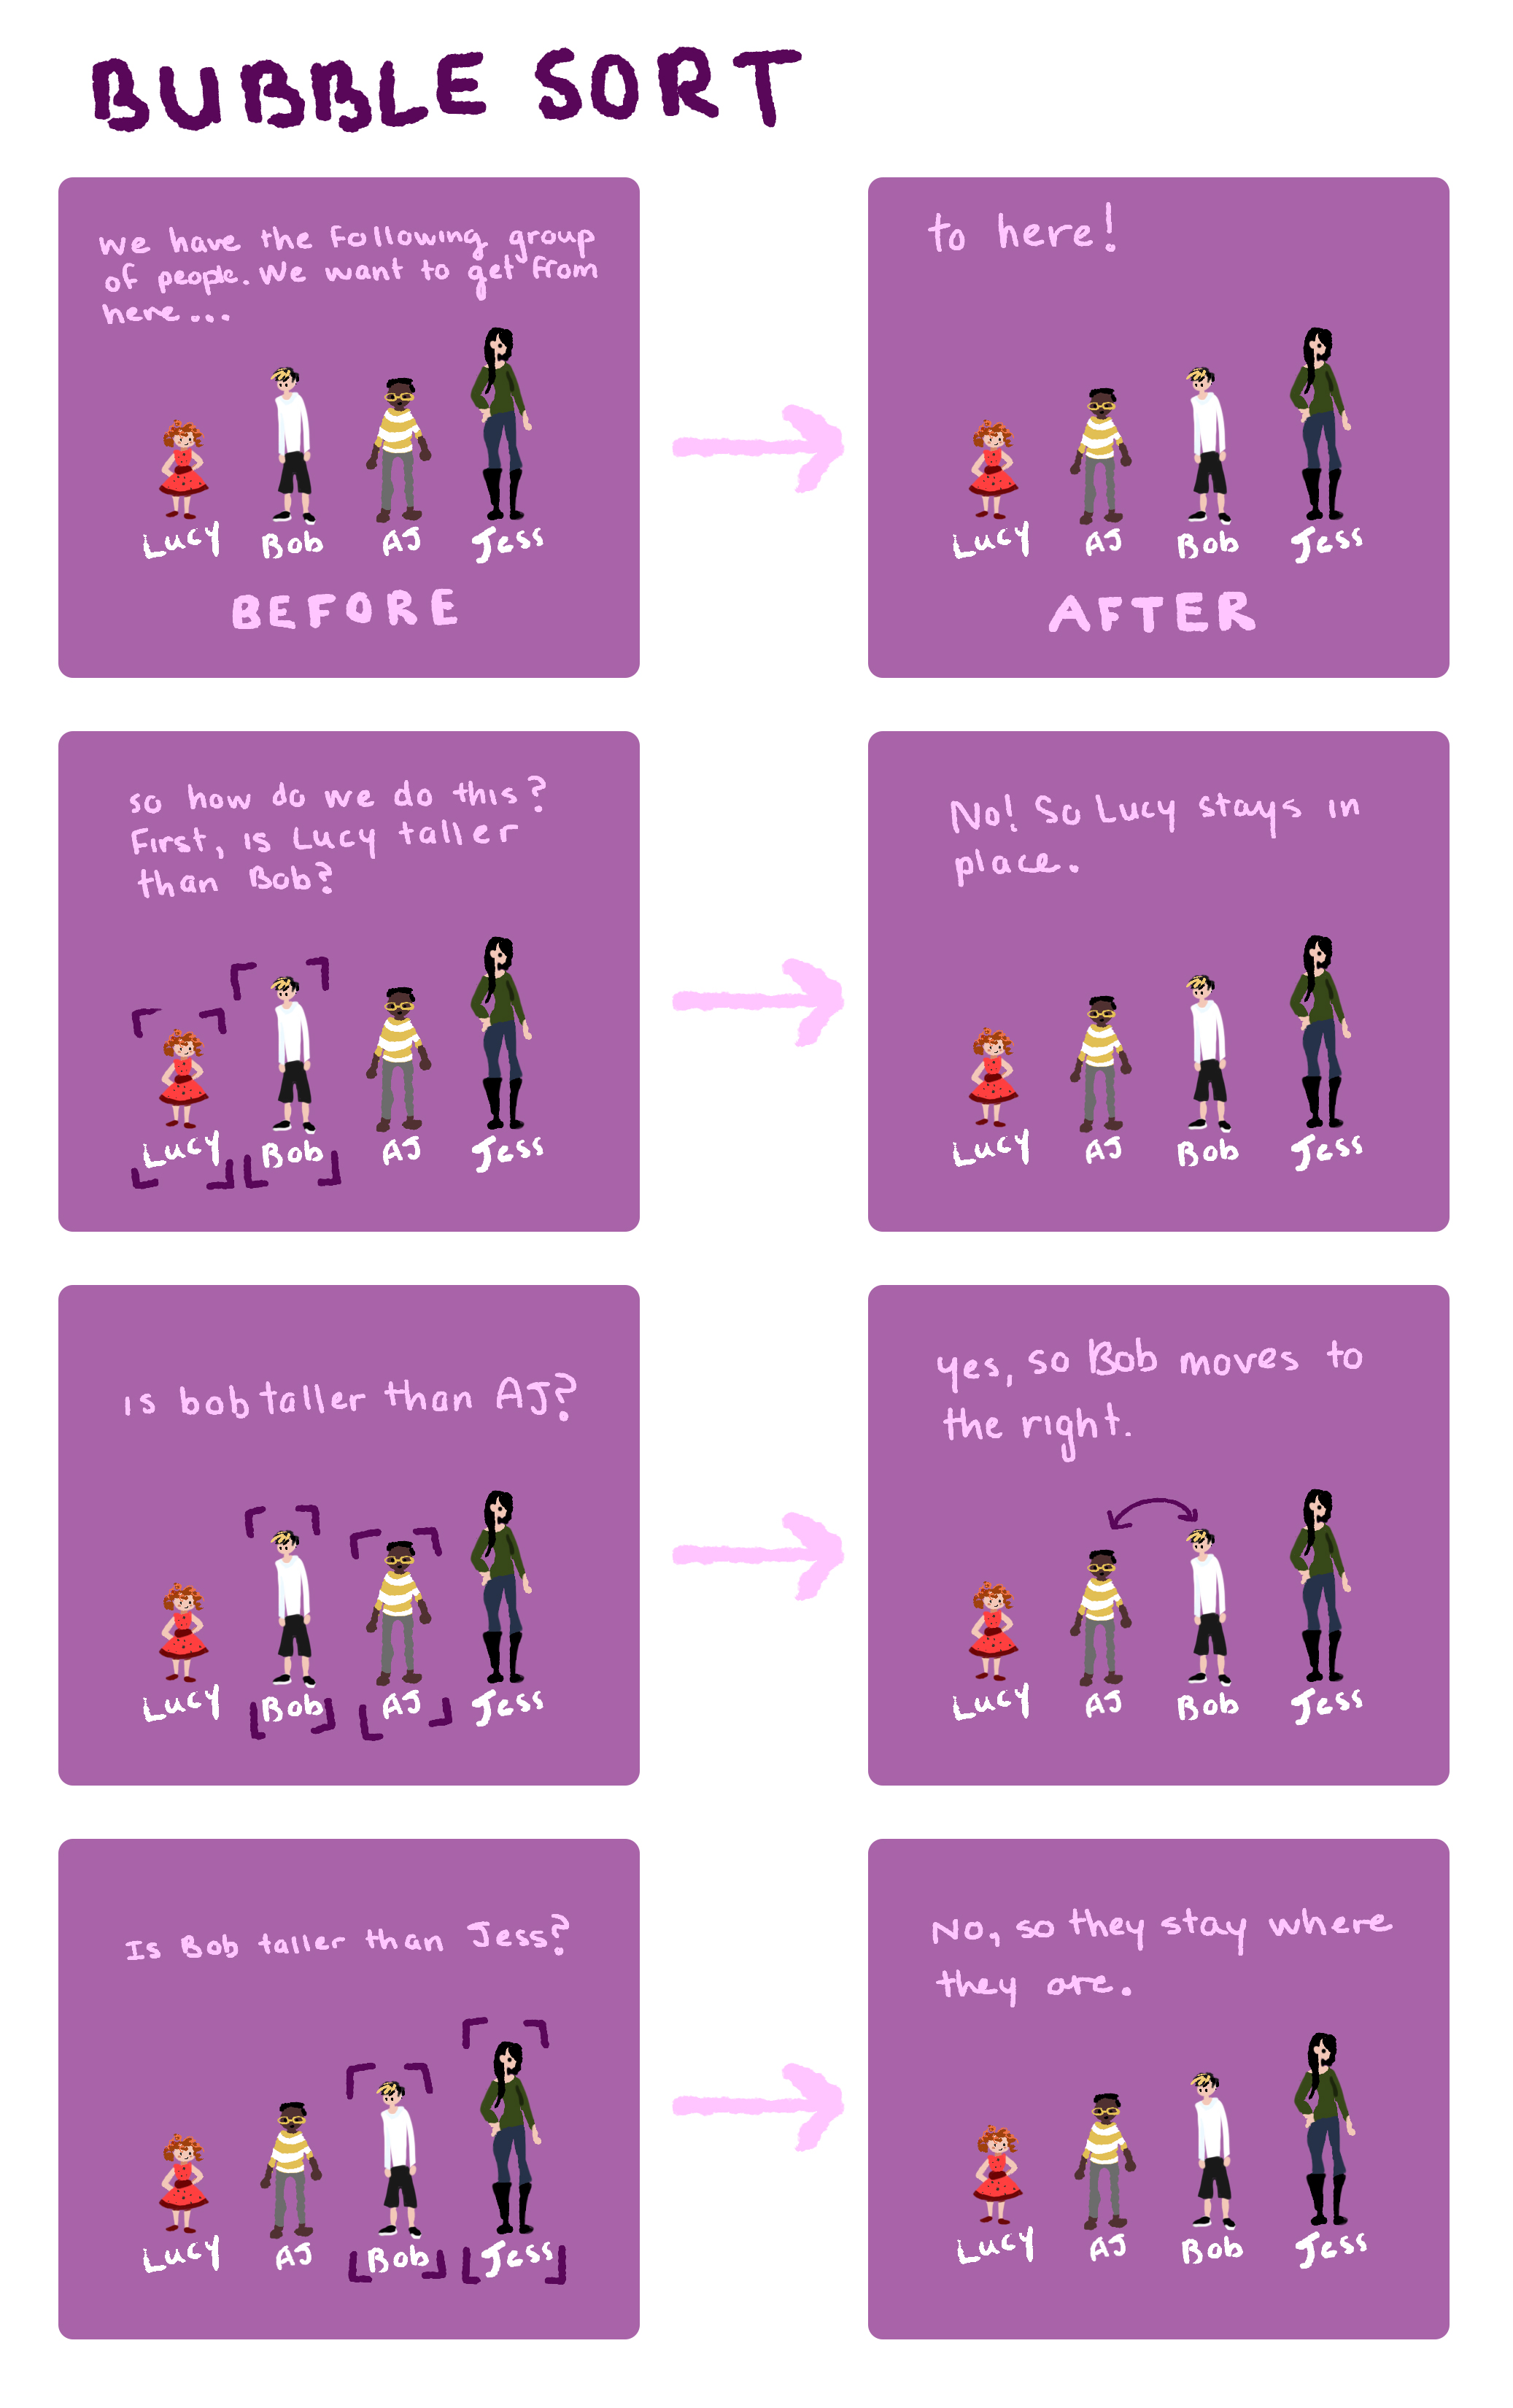 BUBBLE SORT
We have the following group
of people. We want to get from
here...
Lucy Bob AJ Jess
BEFORE
to here!
Lucy AJ Bob Jess
AFTER
so how do we do this?
First, is Lucy taller
than Bob?
Lucy Bob AJ Jess
No! So Lucy stays in
place.
Lucy AJ Bob Jess
is bob taller than AJ?
Lucy Bob AJ Jess
yes, so Bob moves to
the right.
Lucy AJ Bob Jess
Is Bob taller than Jess?
Lucy AJ Bob Jess
No, so they stay where
they are.
Lucy AJ Bob Jess